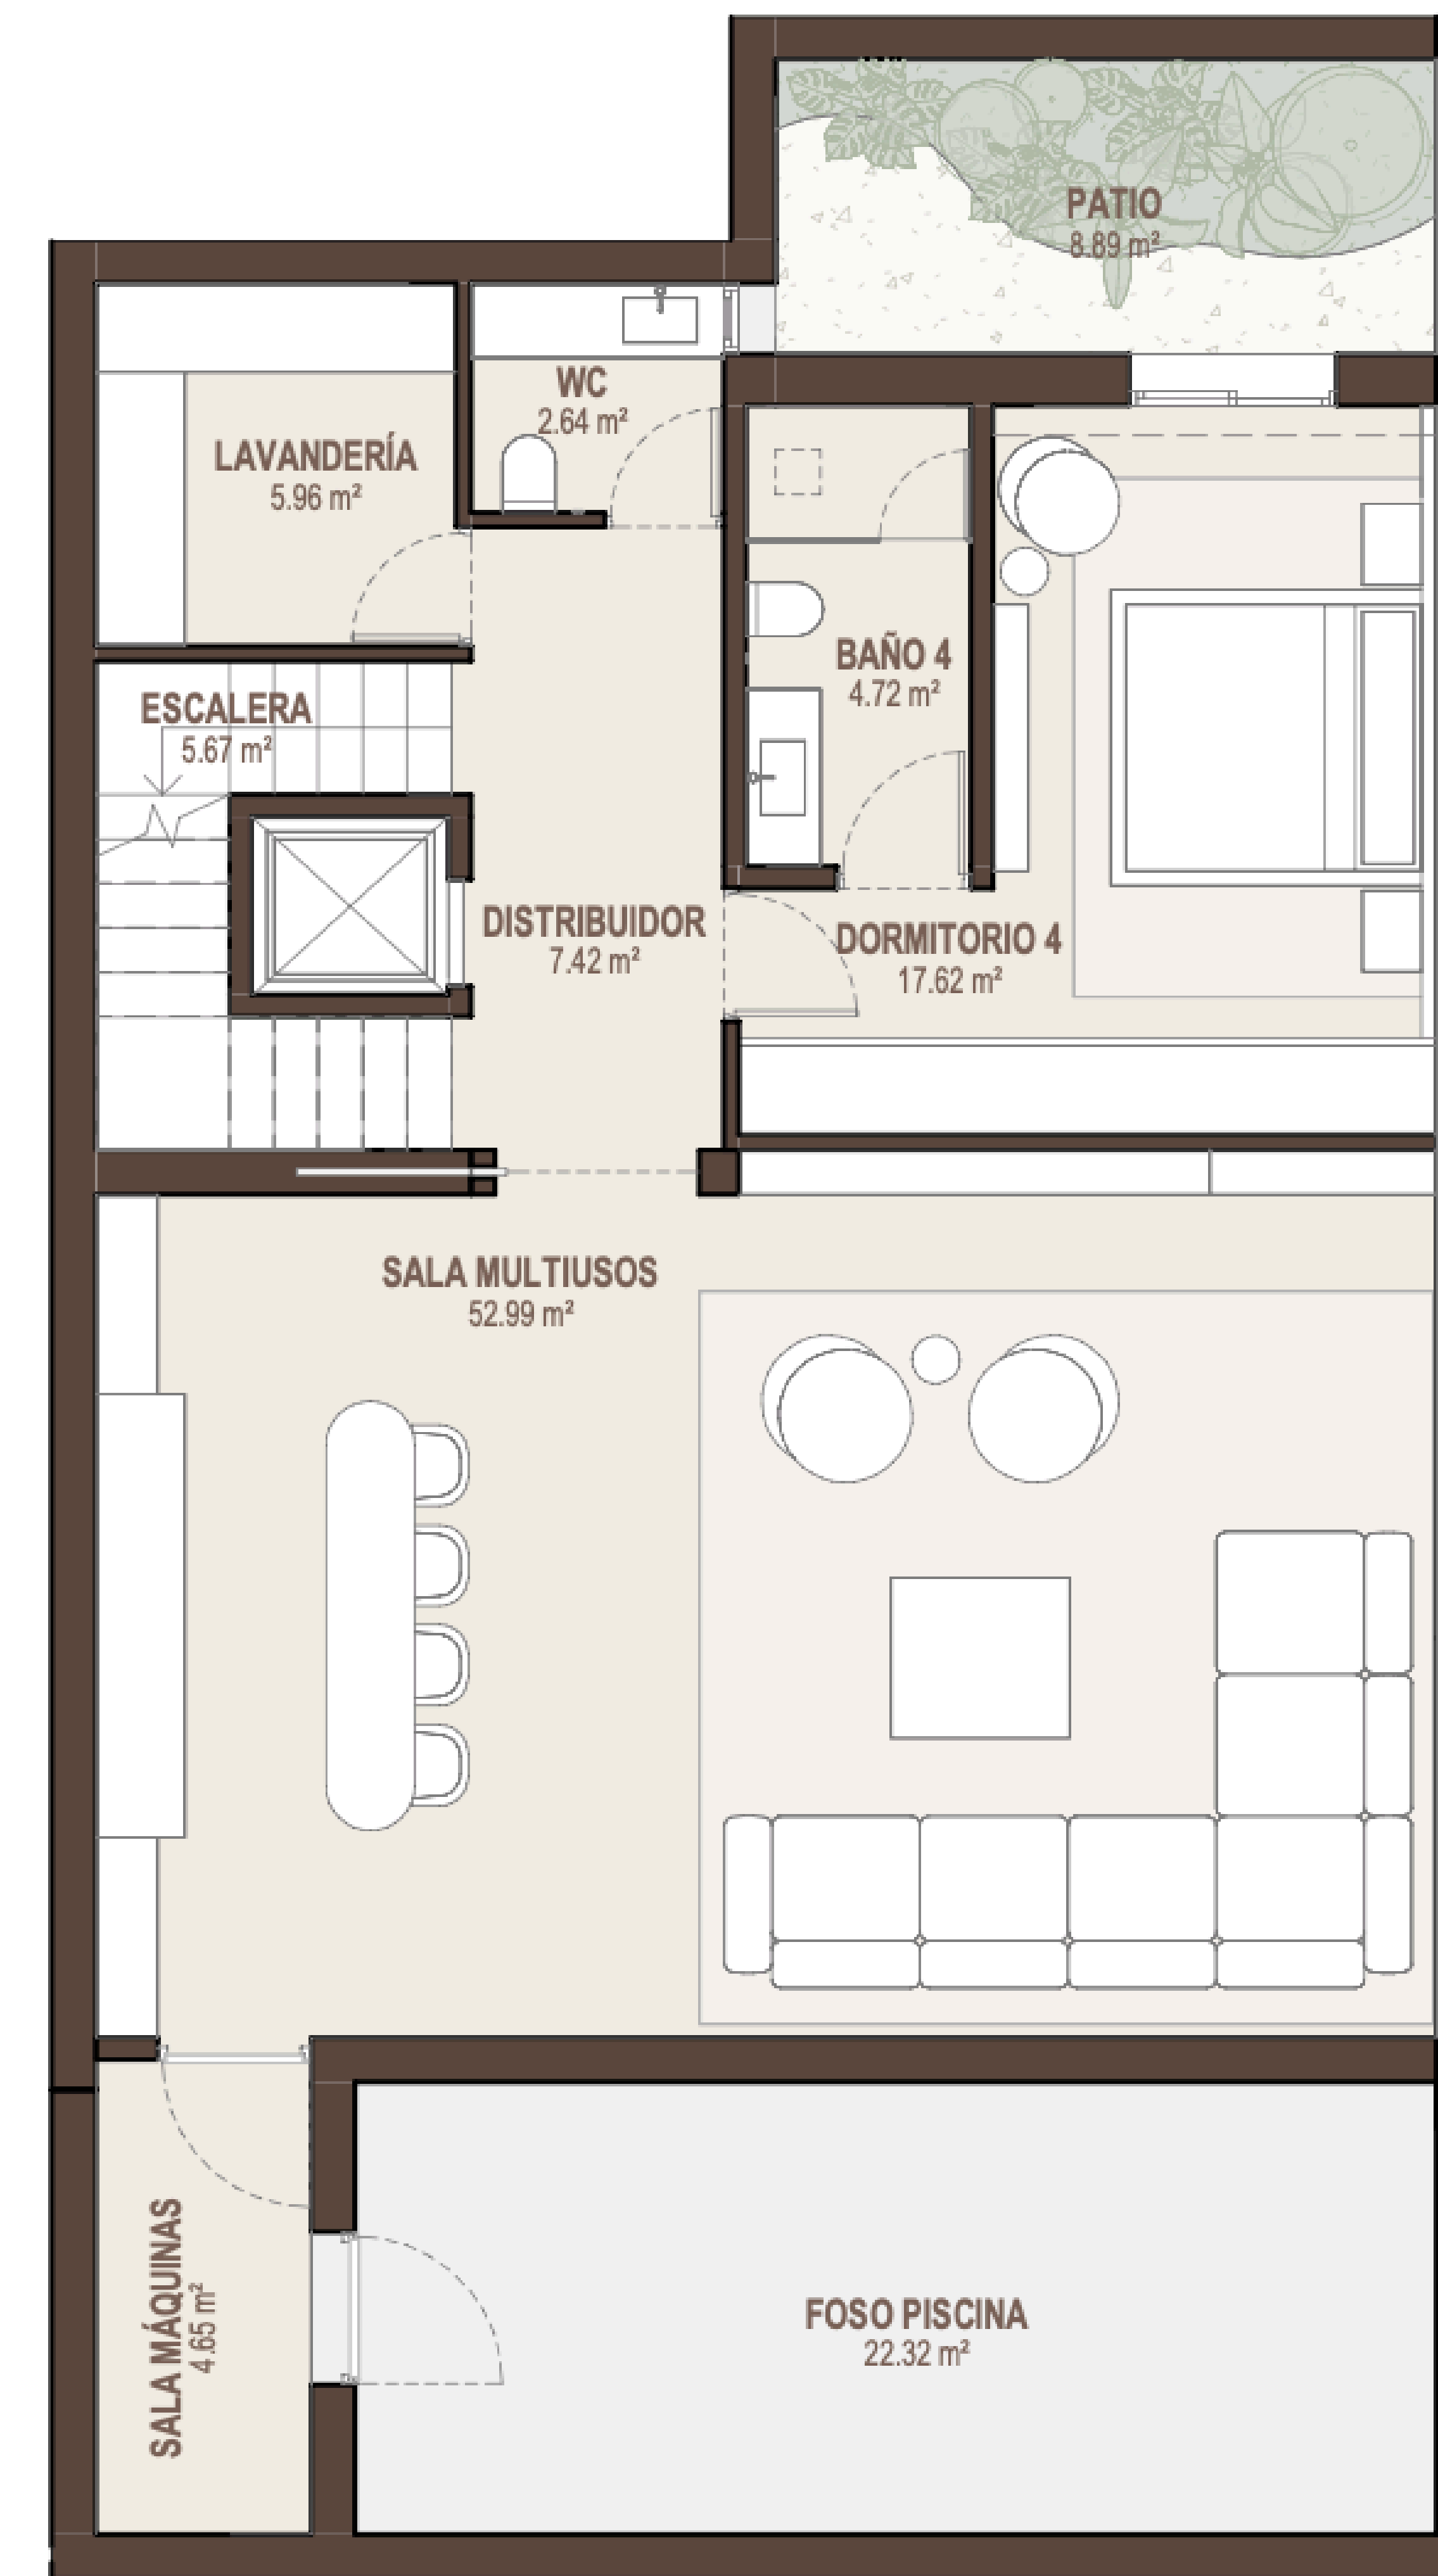 PATIO
8.89 m²
WC
2.64 m²
LAVANDERÍA
5.96 m²
BAÑO 4
4.72 m²
ESCALERA
5.67 m²
DISTRIBUIDOR
7.42 m²
DORMITORIO 4
17.62 m²
SALA MULTIUSOS
52.99 m²
SALA MÁQUINAS
4.65 m²
FOSO PISCINA
22.32 m²